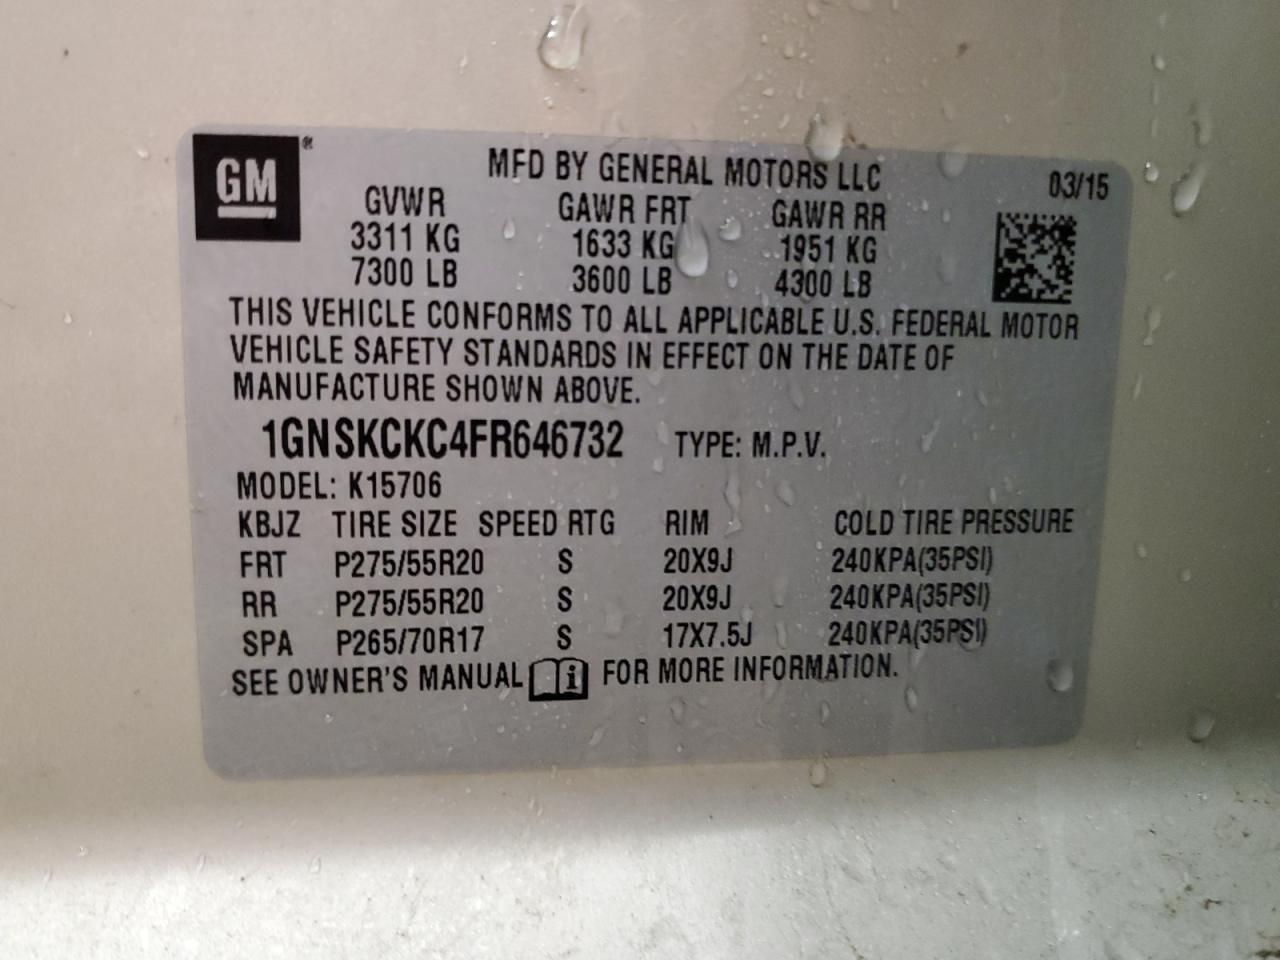 GM®
MFD BY GENERAL MOTORS LLC
03/15
GVWR GAWR FRT GAWR RR
3311 KG 1633 KG 1951 KG
7300 LB 3600 LB 4300 LB
THIS VEHICLE CONFORMS TO ALL APPLICABLE U.S. FEDERAL MOTOR
VEHICLE SAFETY STANDARDS IN EFFECT ON THE DATE OF
MANUFACTURE SHOWN ABOVE.
1GNSKCKC4FR646732 TYPE: M.P.V.
MODEL: K15706
KBJZ TIRE SIZE SPEED RTG RIM COLD TIRE PRESSURE
FRT P275/55R20 S 20X9J 240KPA(35PSI)
RR P275/55R20 S 20X9J 240KPA(35PSI)
SPA P265/70R17 S 17X7.5J 240KPA(35PSI)
SEE OWNER'S MANUAL i FOR MORE INFORMATION.